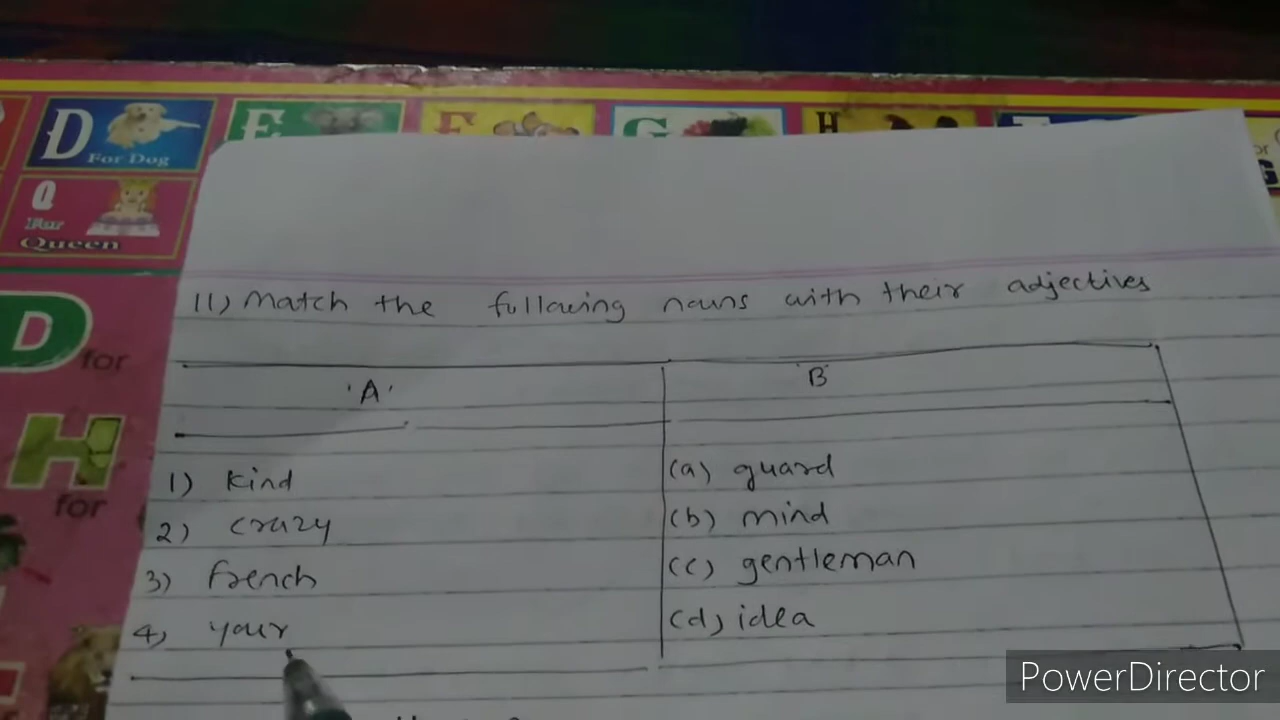 D For Dog
E
F
G
H
Q For Queen
11) Match the following nouns with their adjectives
'A' 'B'
1) kind (a) guard
2) crazy (b) mind
3) french (c) gentleman
4) your (d) idea
D for
H for
PowerDirector